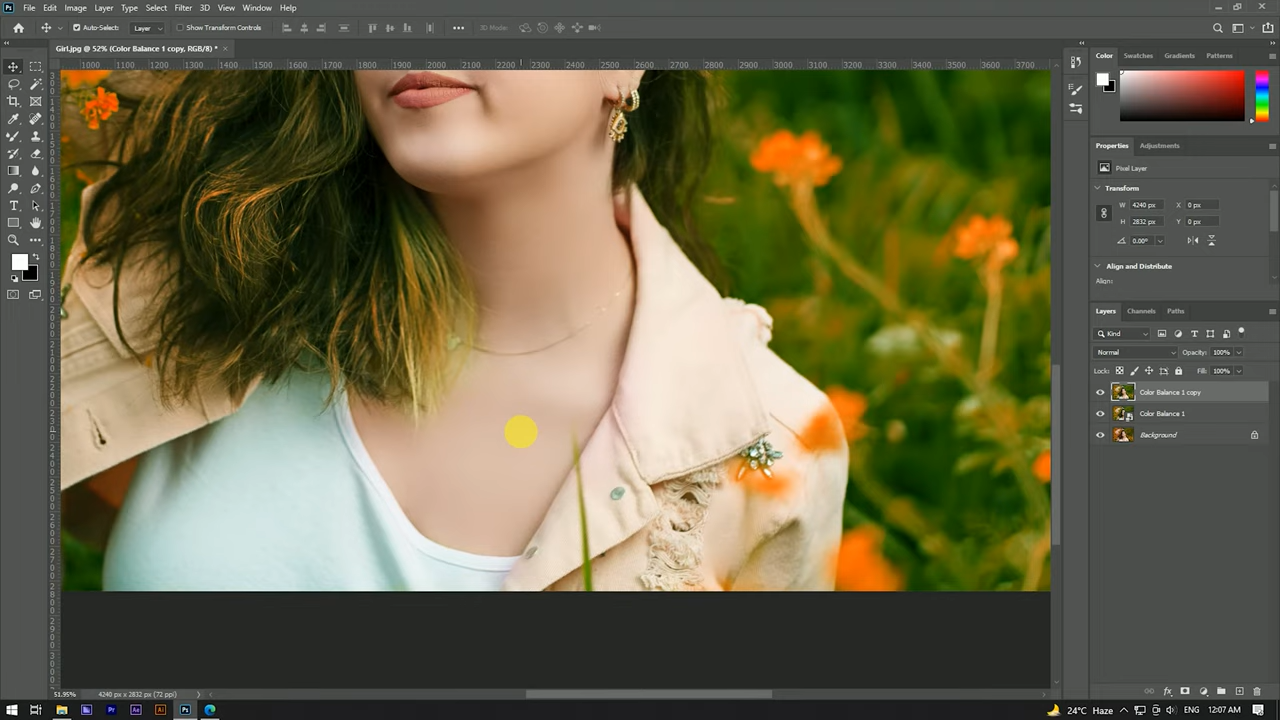 Ps File Edit Image Layer Type Select Filter 3D View Window Help
Auto-Select: Layer Show Transform Controls 3D Mode:
Girl.jpg @ 52% (Color Balance 1 copy, RGB/8) * ×
1000 1100 1200 1300 1400 1500 1600 1700 1800 1900 2000 2100 2200 2300 2400 2500 2600 2700 2800 2900 3000 3100 3200 3300 3400 3500 3600 3700
Color Swatches Gradients Patterns
Properties Adjustments
Pixel Layer
Transform
W 4240 px X 0 px
H 2832 px Y 0 px
0.00°
Align and Distribute
Align:
Layers Channels Paths
Kind
Normal Opacity: 100%
Lock: Fill: 100%
Color Balance 1 copy
Color Balance 1
Background
51.95% 4240 px x 2832 px (72 ppi)
Pr Ae Ai Ps 24°C Haze ENG 12:07 AM